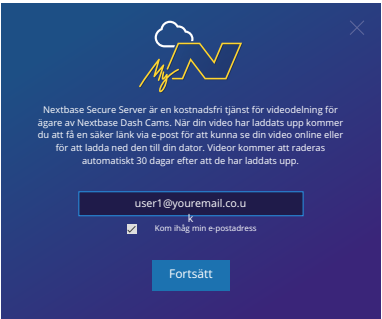 My N
Nextbase Secure Server är en kostnadsfri tjänst för videodelning för
ägare av Nextbase Dash Cams. När din video har laddats upp kommer
du att få en säker länk via e-post för att kunna se din video online eller
för att ladda ned den till din dator. Videor kommer att raderas
automatiskt 30 dagar efter att de har laddats upp.
user1@youremail.co.u
k
Kom ihåg min e-postadress
Fortsätt